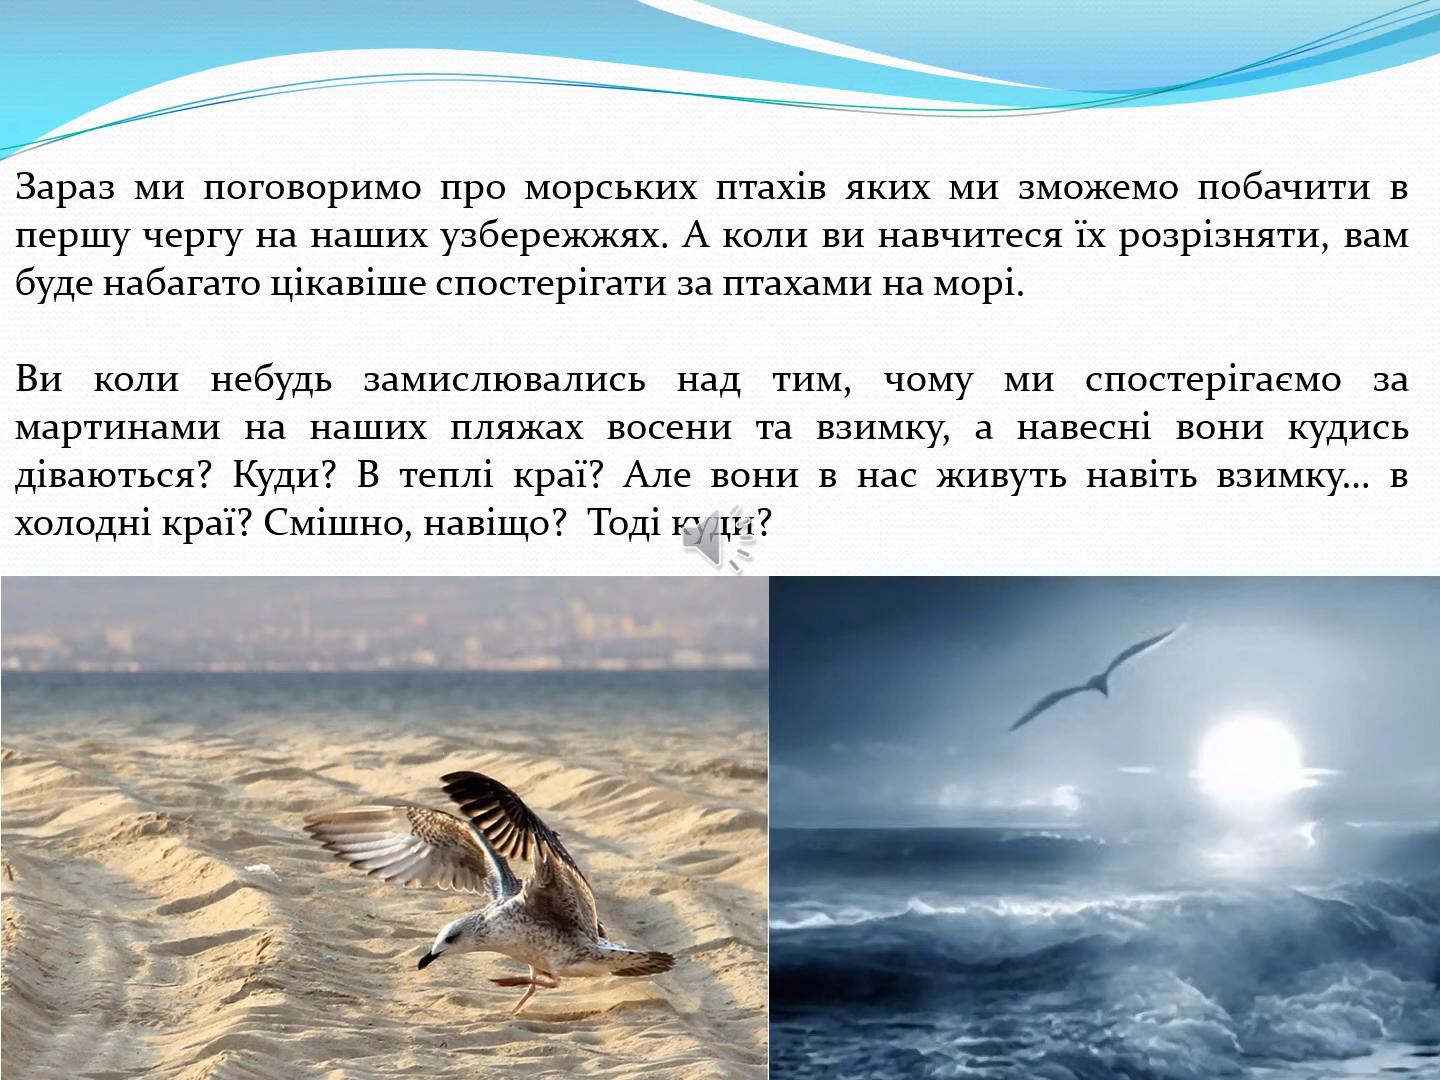 Зараз ми поговоримо про морських птахів яких ми зможемо побачити в
першу чергу на наших узбережжях. А коли ви навчитеся їх розрізняти, вам
буде набагато цікавіше спостерігати за птахами на морі.
Ви коли небудь замислювались над тим, чому ми спостерігаємо за
мартинами на наших пляжах восени та взимку, а навесні вони кудись
діваються? Куди? В теплі краї? Але вони в нас живуть навіть взимку... в
холодні краї? Смішно, навіщо? Тоді куди?